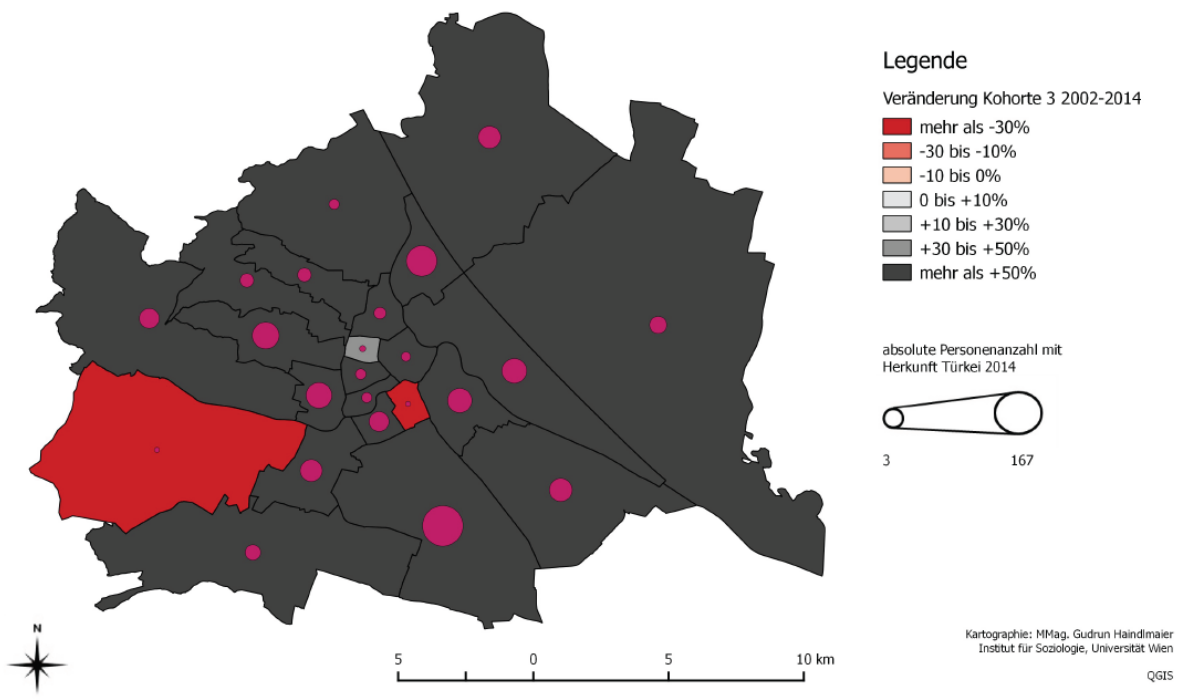 Legende
Veränderung Kohorte 3 2002-2014
mehr als -30%
-30 bis -10%
-10 bis 0%
0 bis +10%
+10 bis +30%
+30 bis +50%
mehr als +50%
absolute Personenanzahl mit
Herkunft Türkei 2014
3 167
N
5 0 5 10 km
Kartographie: MMag. Gudrun Haindlmaier
Institut für Soziologie, Universität Wien
QGIS